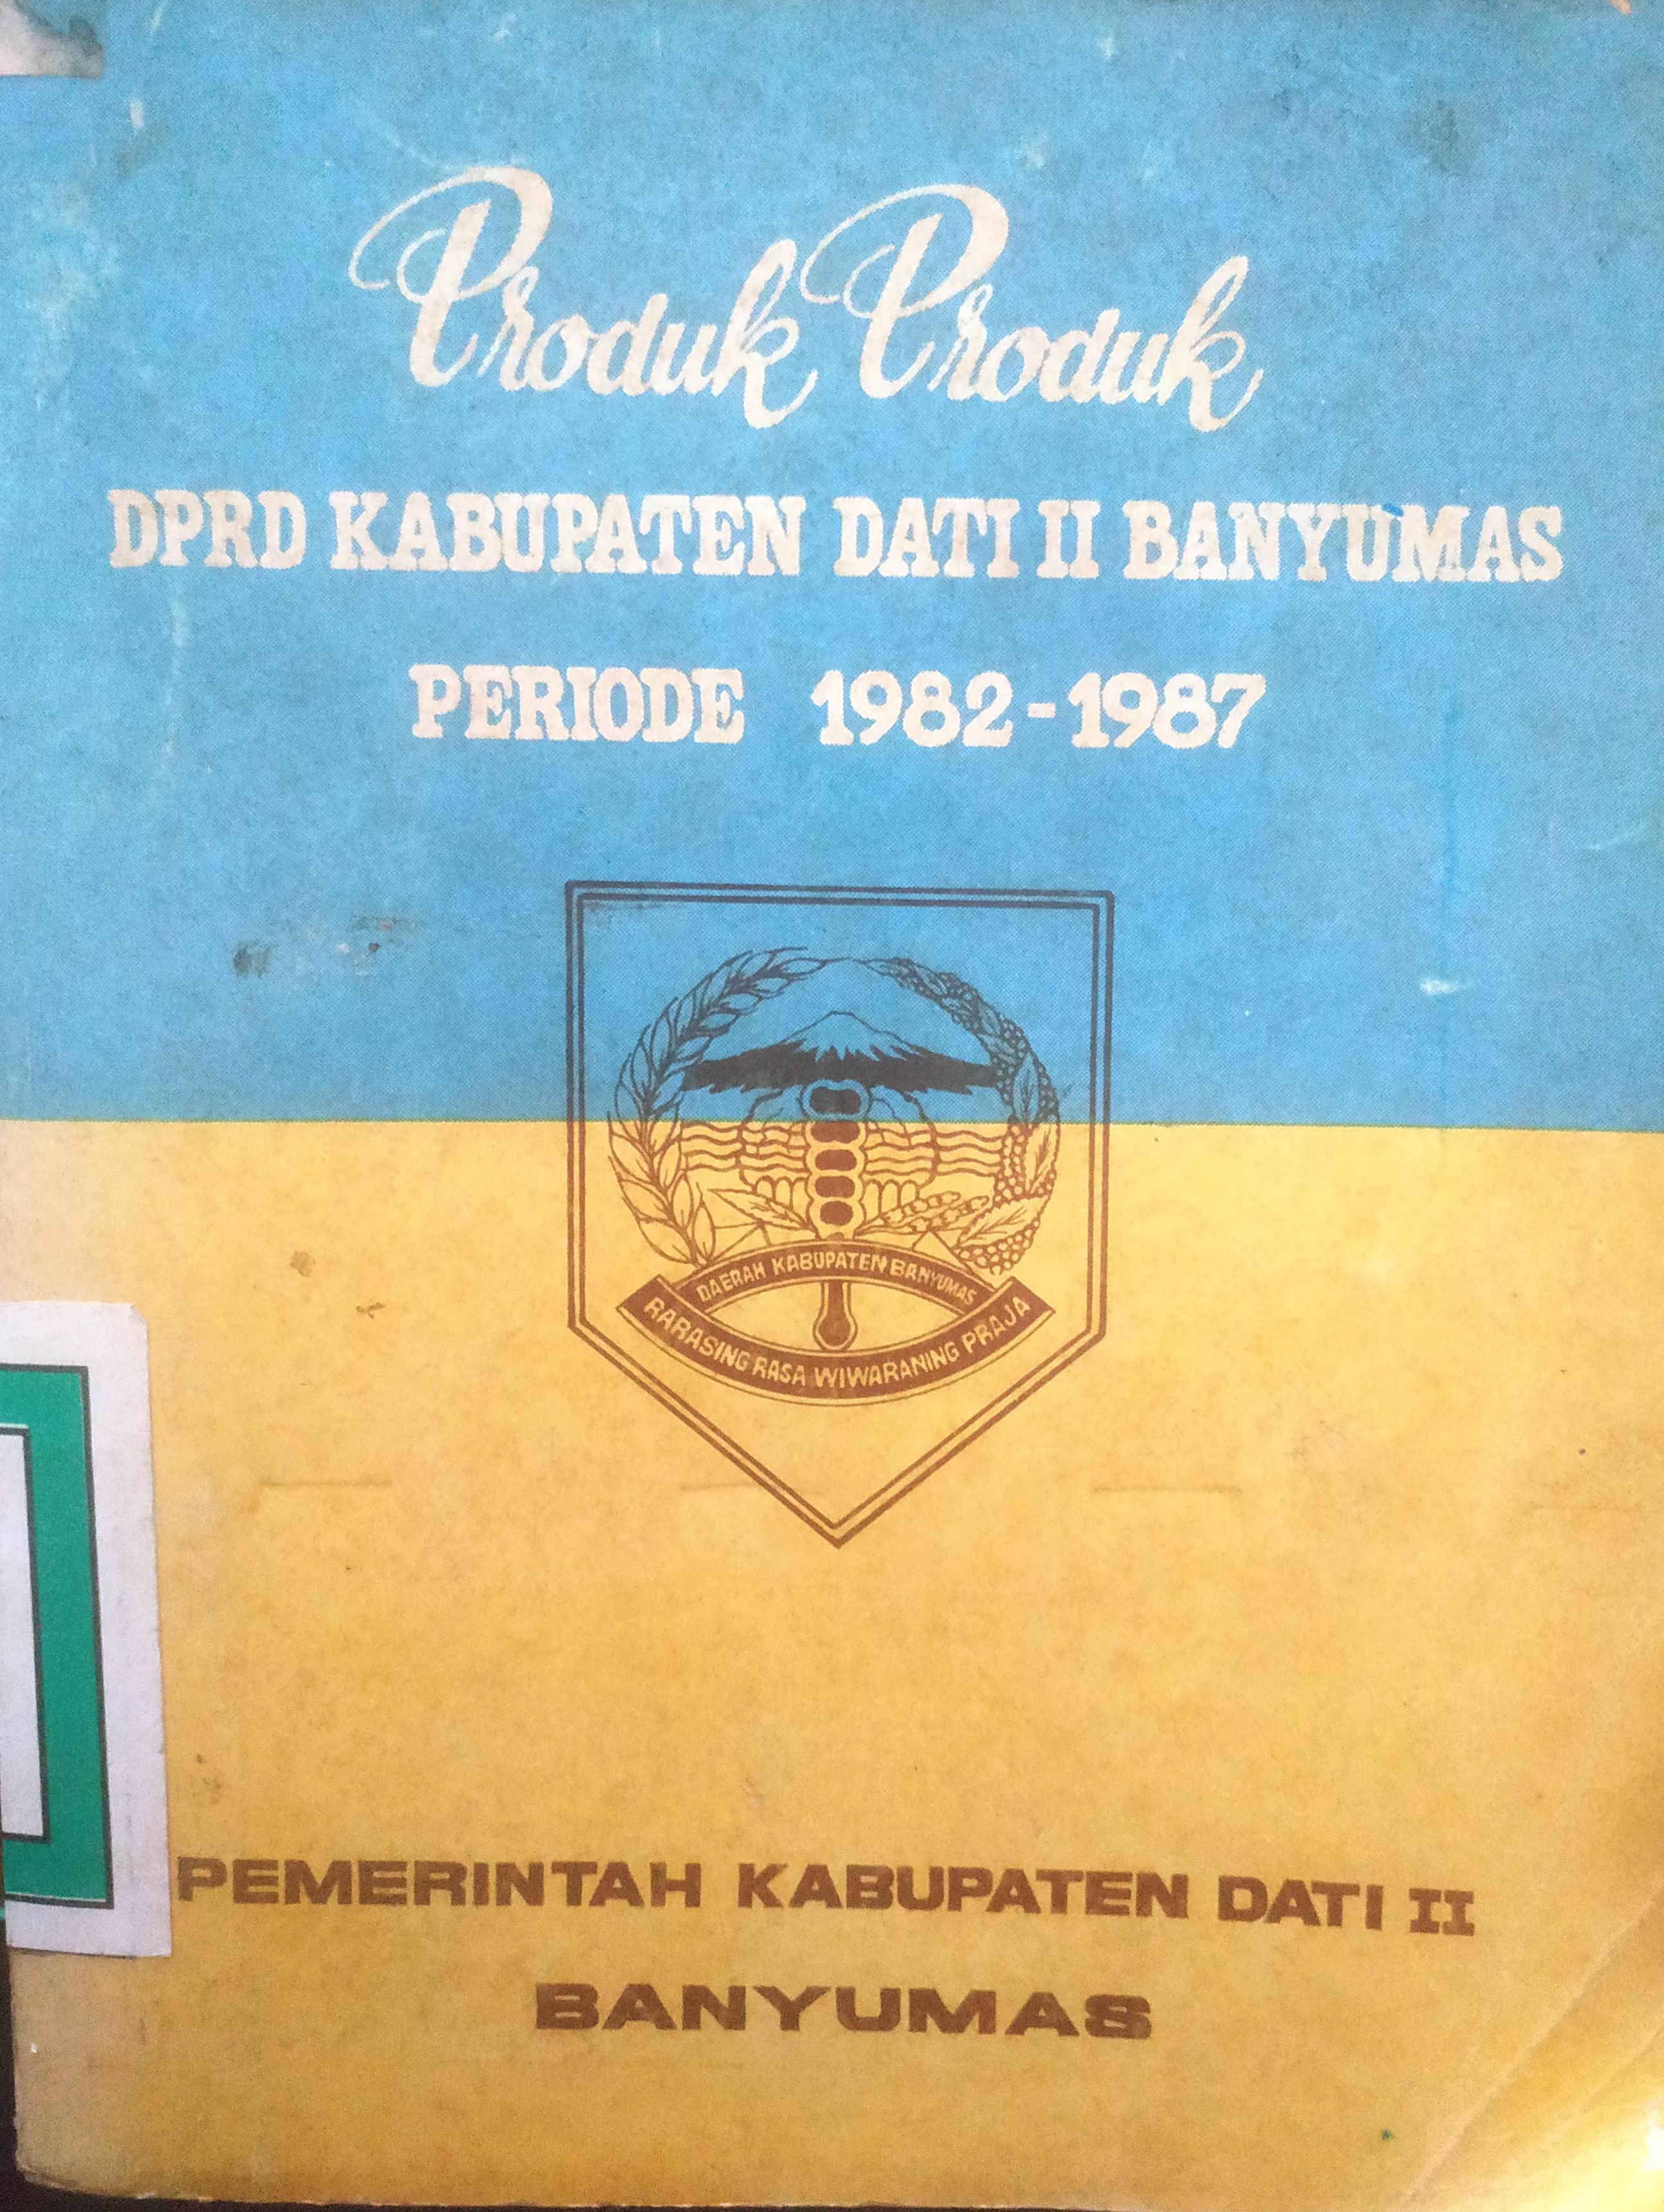 Produk Produk
DPRD KABUPATEN DATI II BANYUMAS
PERIODE 1982-1987
DAERAH KABUPATEN BANYUMAS
RARASING RASA WIWARANING PRAJA
PEMERINTAH KABUPATEN DATI II
BANYUMAS